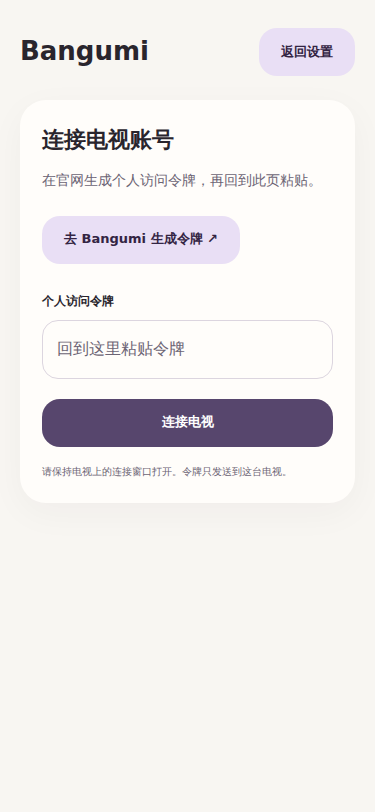 Bangumi
返回设置
连接电视账号
在官网生成个人访问令牌，再回到此页粘贴。
去 Bangumi 生成令牌 ↗
个人访问令牌
回到这里粘贴令牌
连接电视
请保持电视上的连接窗口打开。令牌只发送到这台电视。